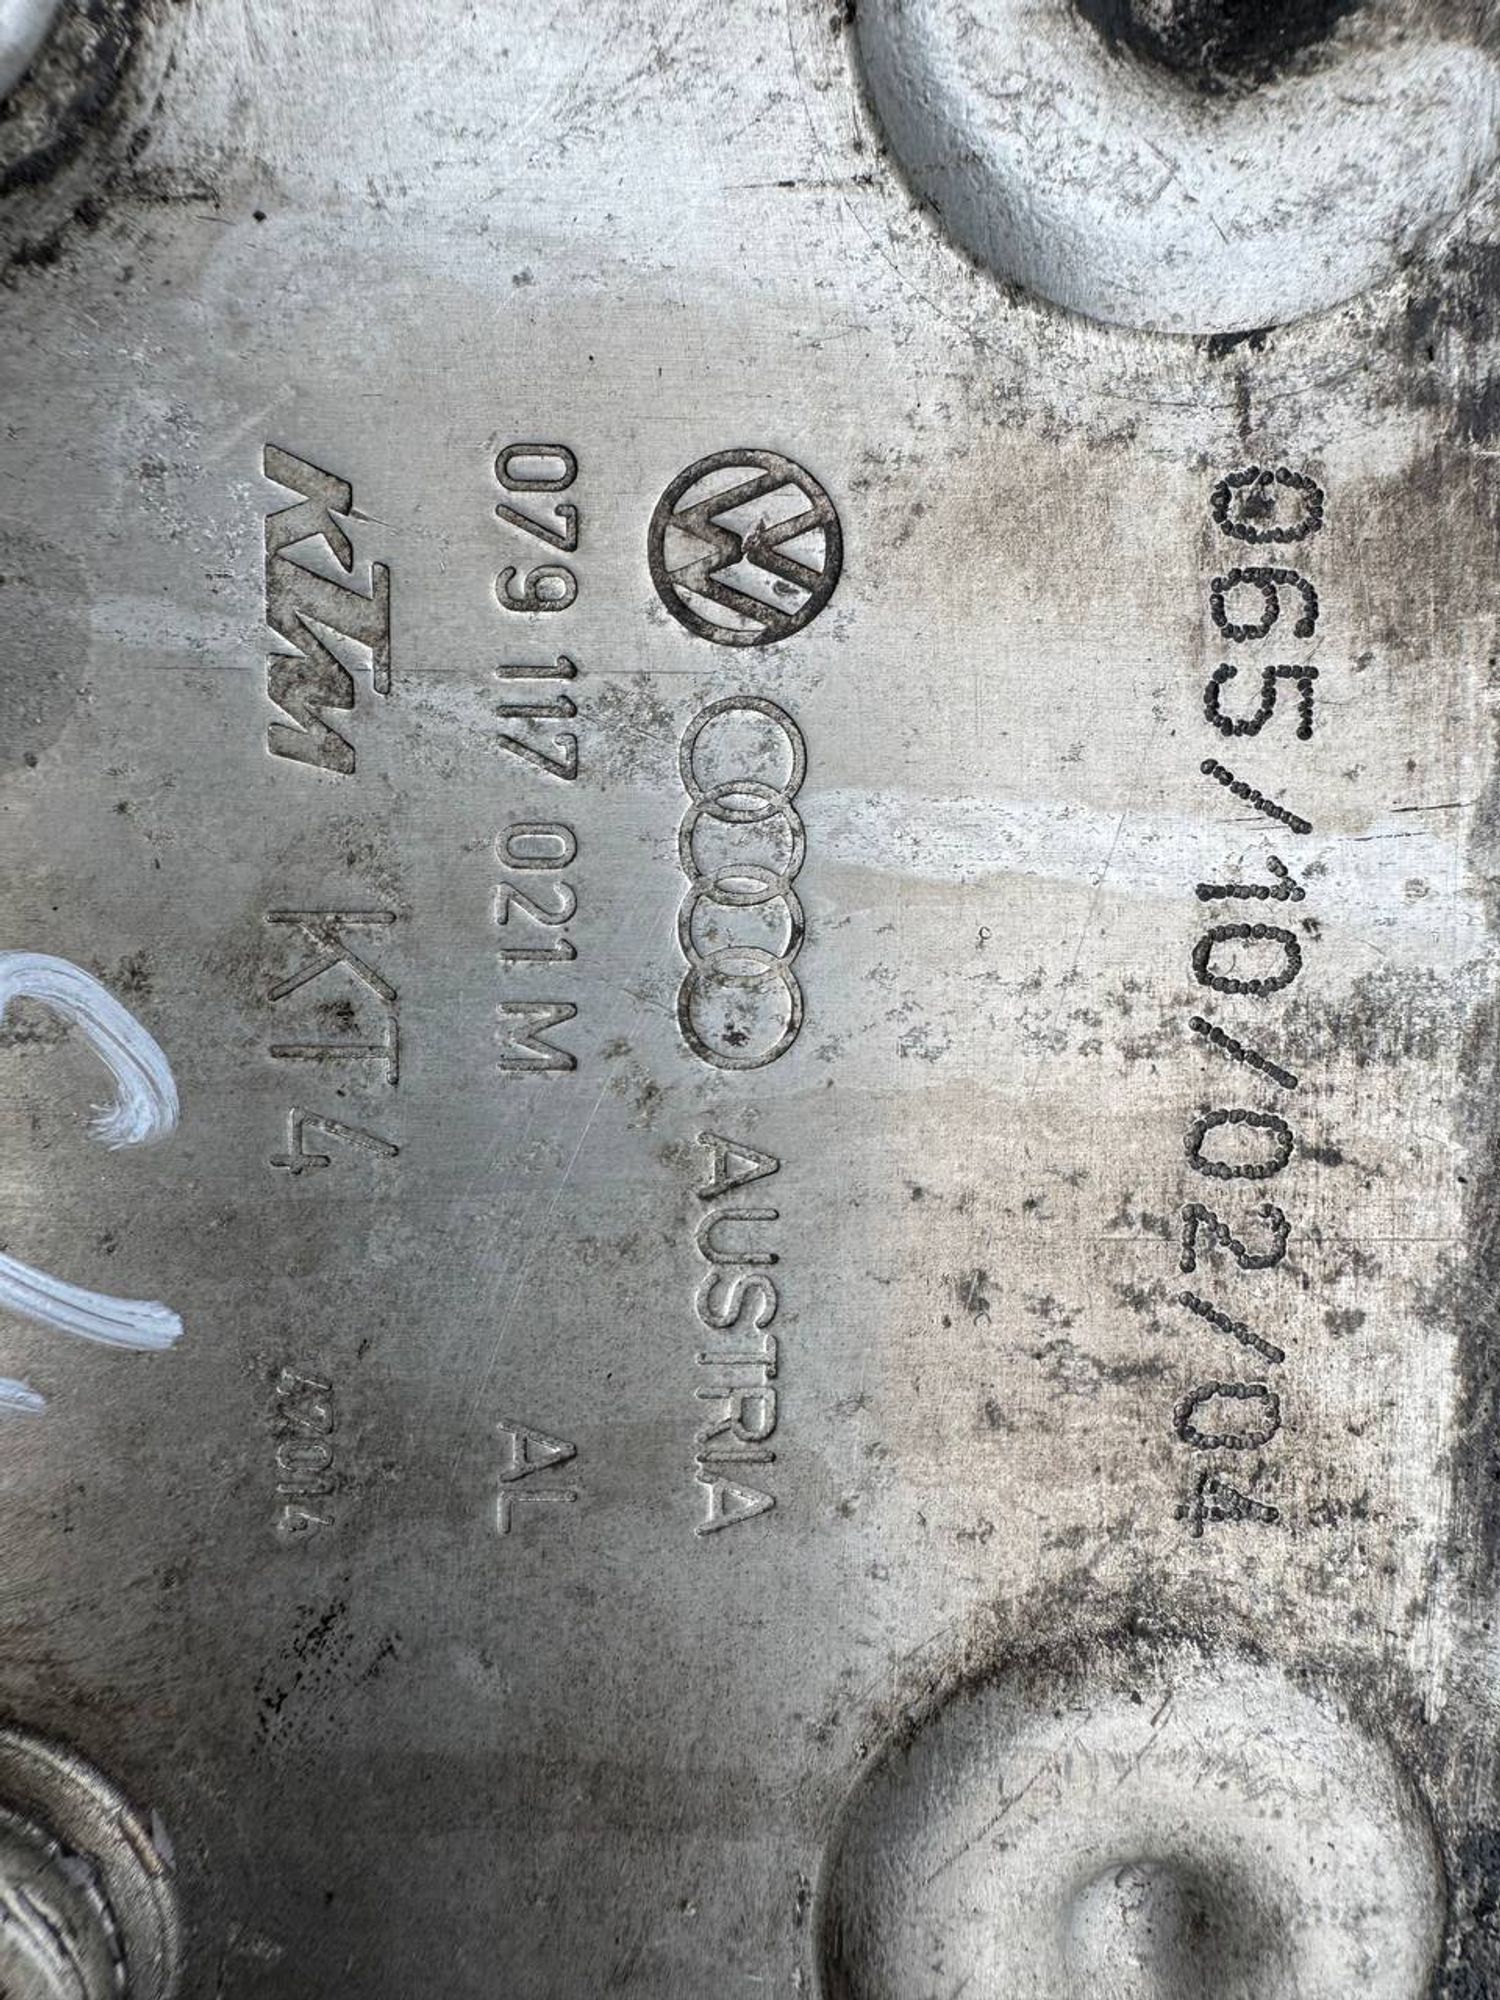 065/10/02/04
AUSTRIA
079 117 021 M AL
KTM KT 4